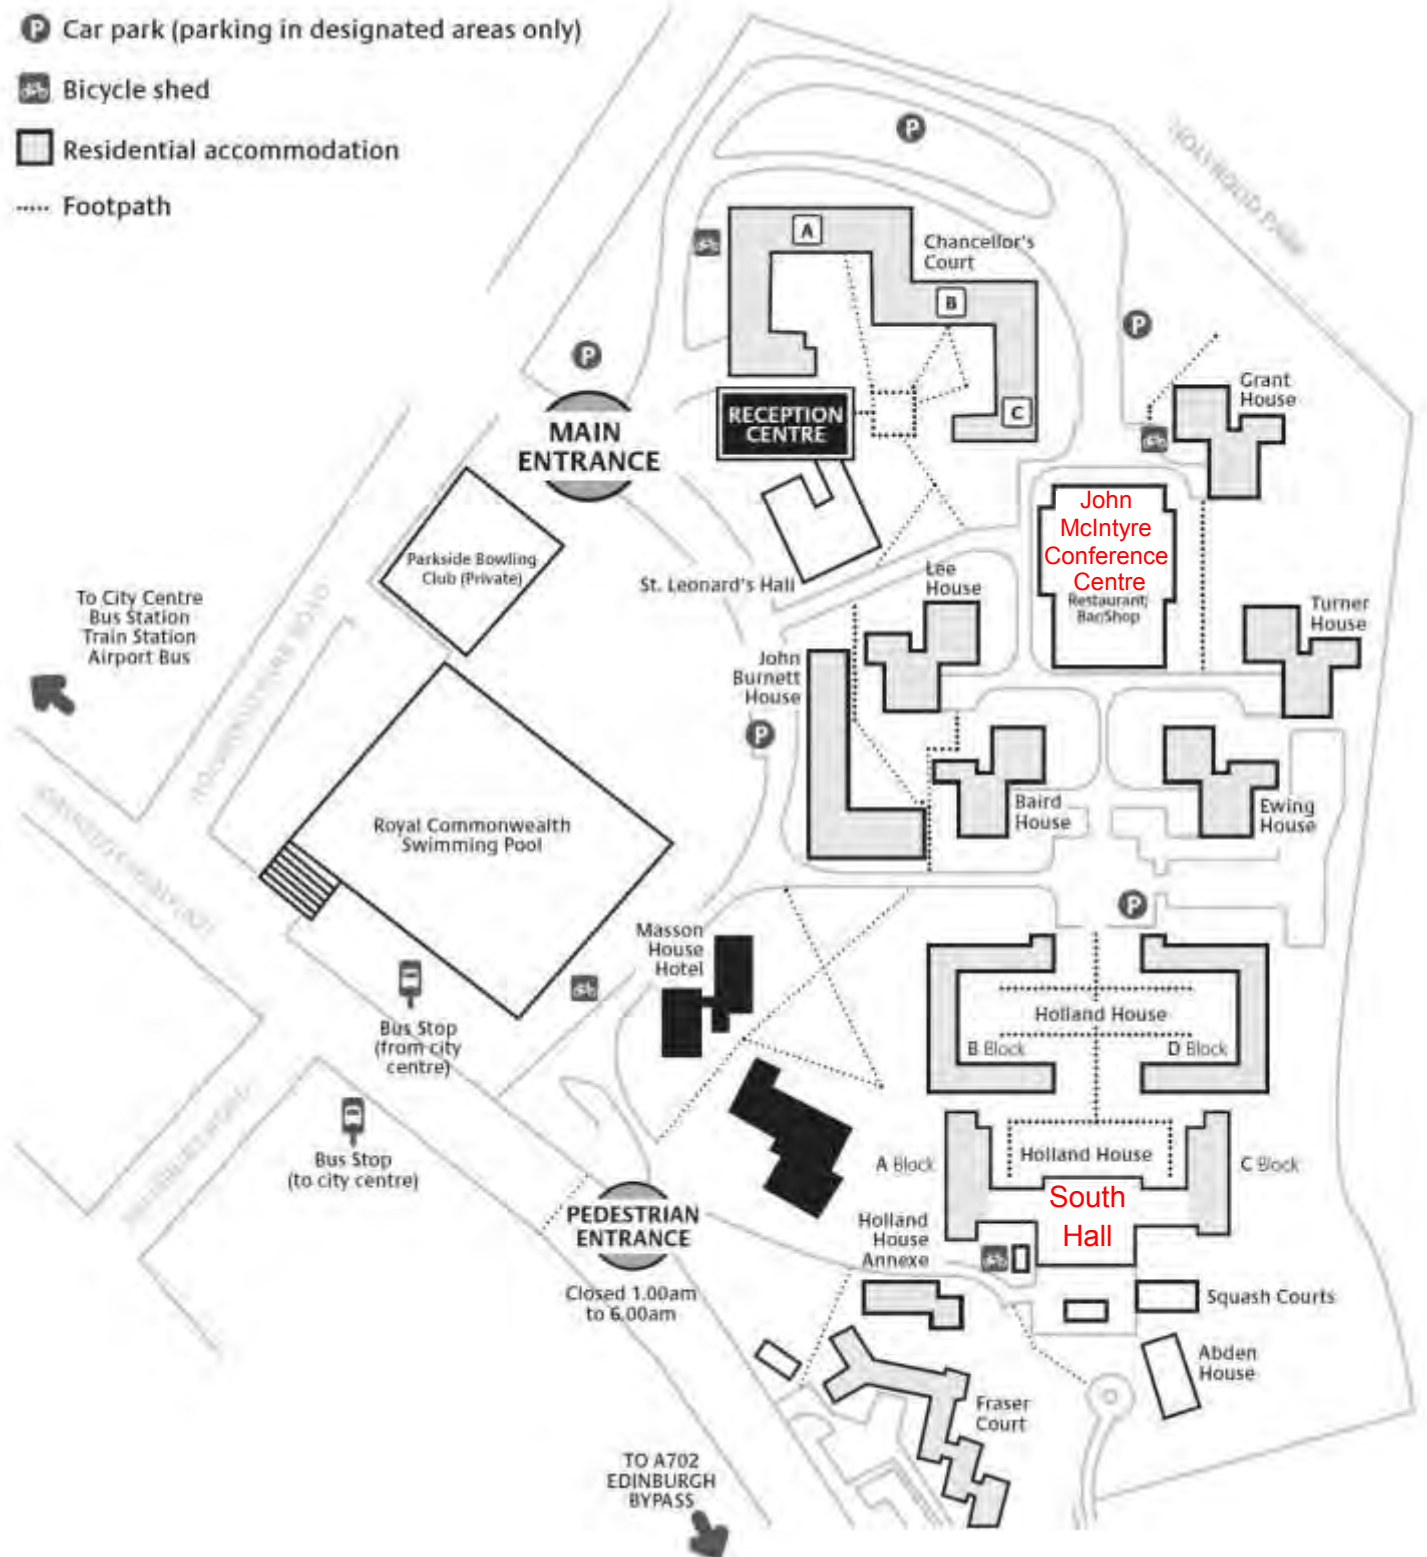 P Car park (parking in designated areas only)
Bicycle shed
Residential accommodation
Footpath
P
HOLYROOD PARK
A
Chancellor's
Court
B
P
P
Grant
House
C
RECEPTION
CENTRE
MAIN
ENTRANCE
John
McIntyre
Conference
Centre
Restaurant/
Bar/Shop
Parkside Bowling
Club (Private)
St. Leonard's Hall
Lee
House
To City Centre
Bus Station
Train Station
Airport Bus
Turner
House
John
Burnett
House
P
Baird
House
Ewing
House
Royal Commonwealth
Swimming Pool
P
Masson
House
Hotel
Holland House
B Block
D Block
Bus Stop
(from city
centre)
Bus Stop
(to city centre)
A Block
Holland House
C Block
South
Hall
PEDESTRIAN
ENTRANCE
Closed 1.00am
to 6.00am
Holland
House
Annexe
Squash Courts
Abden
House
Fraser
Court
TO A702
EDINBURGH
BYPASS